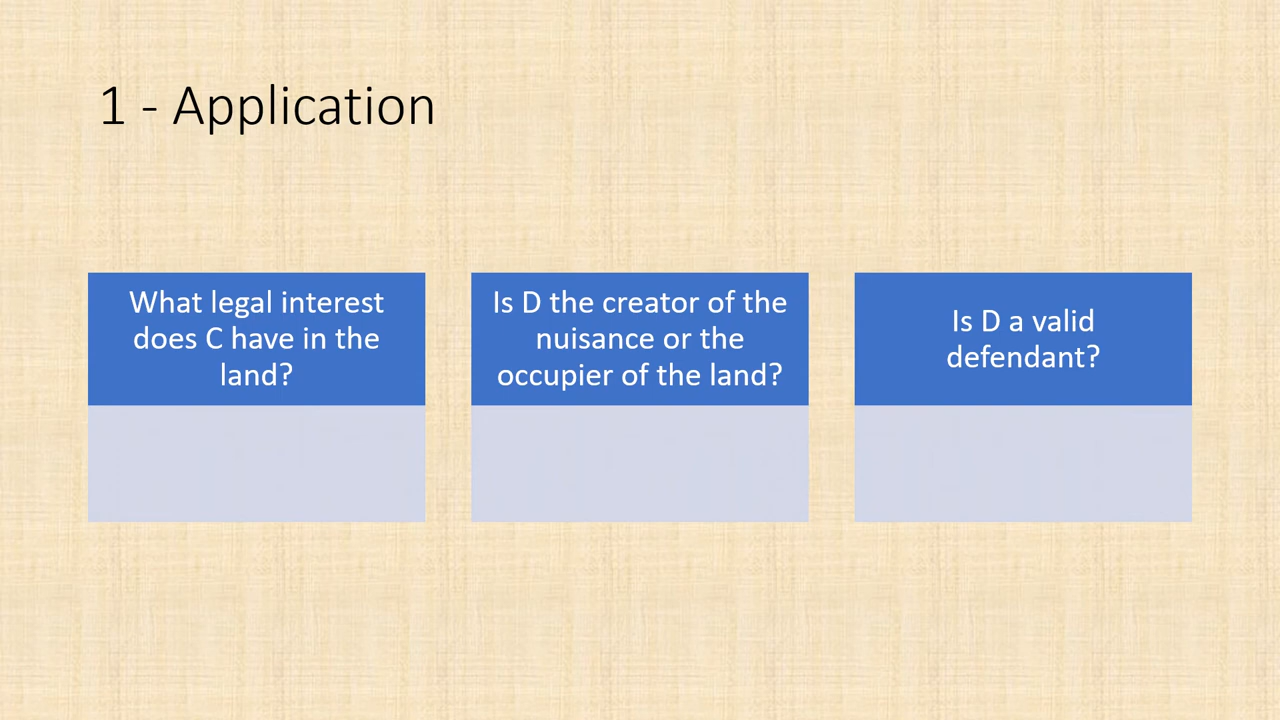 1 - Application
What legal interest
does C have in the
land?
Is D the creator of the
nuisance or the
occupier of the land?
Is D a valid
defendant?